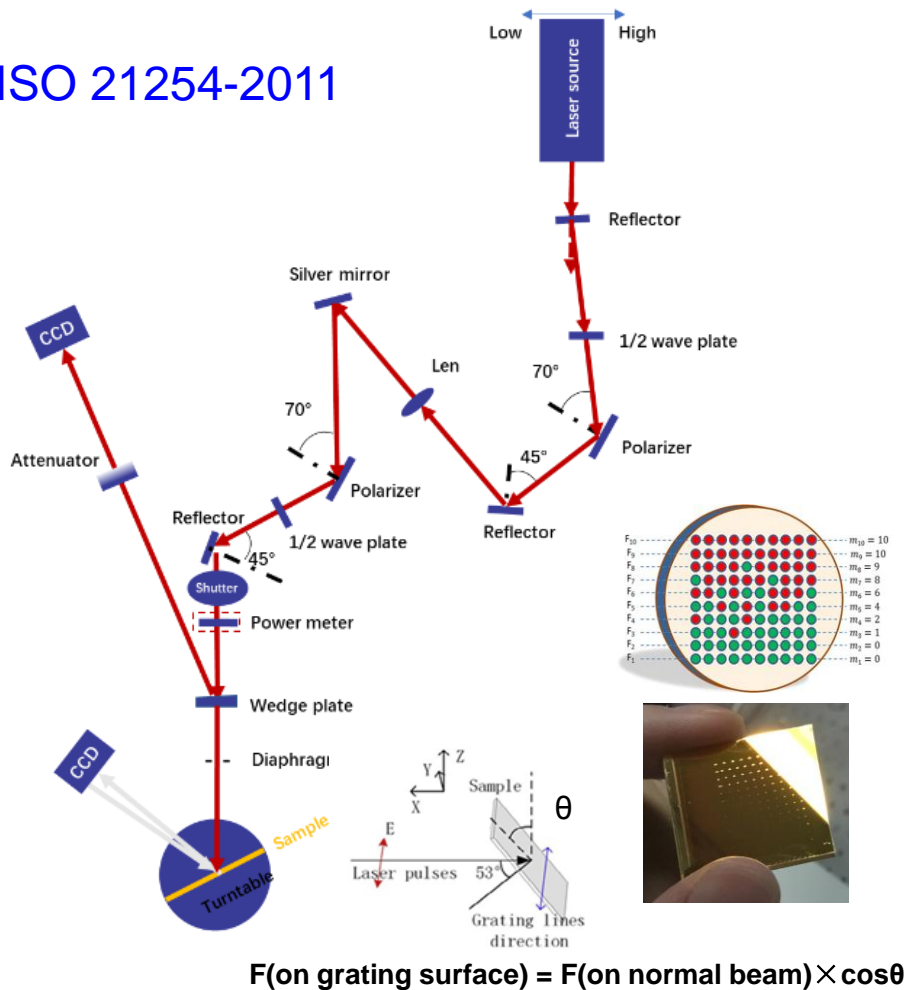 Low High
ISO 21254-2011
Laser source
Reflector
Silver mirror
CCD
1/2 wave plate
Len
70°
70°
Attenuator
45°
Polarizer
Polarizer
Reflector
1/2 wave plate
Reflector
45°
Shutter
Power meter
F10 m10 = 10
F9 m9 = 10
F8 m8 = 9
F7 m7 = 8
F6 m6 = 6
F5 m5 = 4
F4 m4 = 2
F3 m3 = 1
F2 m2 = 0
F1 m1 = 0
Wedge plate
CCD
Diaphragr
Z
Y
X
Sample
θ
E
Sample
Laser pulses 53°
Turntable
Grating lines
direction
F(on grating surface) = F(on normal beam)×cosθ